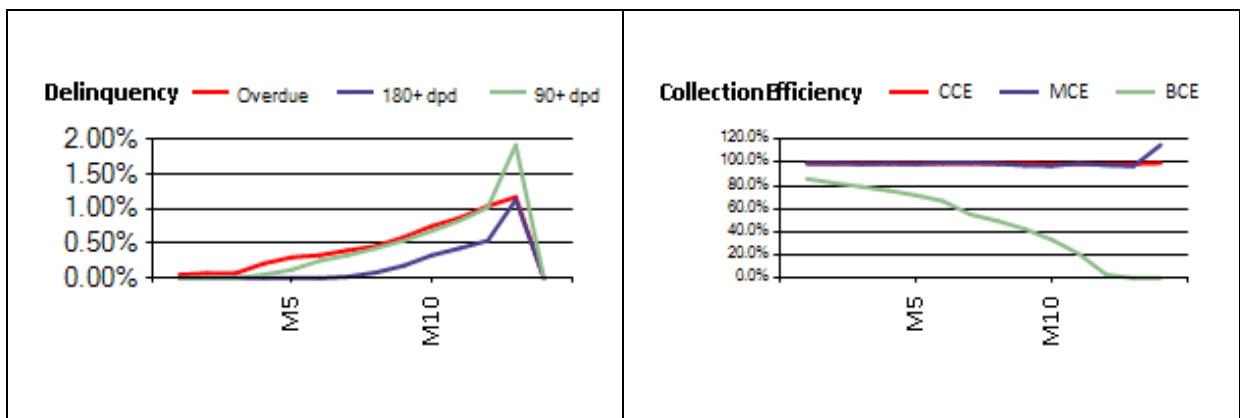 Delinquency Overdue 180+ dpd 90+ dpd
2.00%
1.50%
1.00%
0.50%
0.00%
M5
M10
Collection Efficiency CCE MCE BCE
120.0%
100.0%
80.0%
60.0%
40.0%
20.0%
0.0%
M5
M10